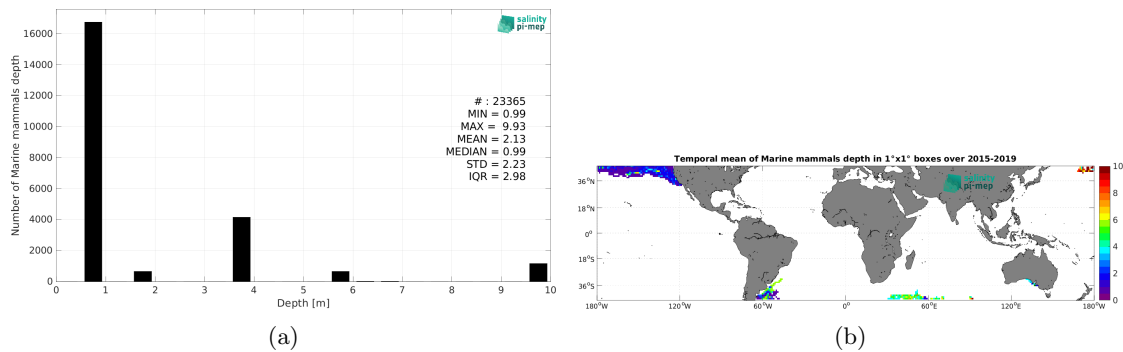 16000
14000
12000
10000
8000
6000
4000
2000
0
Number of Marine mammals depth
salinity
pi-mep
# : 23365
MIN = 0.99
MAX = 9.93
MEAN = 2.13
MEDIAN = 0.99
STD = 2.23
IQR = 2.98
0 1 2 3 4 5 6 7 8 9 10
Depth [m]
(a)
Temporal mean of Marine mammals depth in 1°x1° boxes over 2015-2019
salinity
pi-mep
36°N
18°N
0°
18°S
36°S
180°W 120°W 60°W 0° 60°E 120°E 180°W
10
8
6
4
2
0
(b)